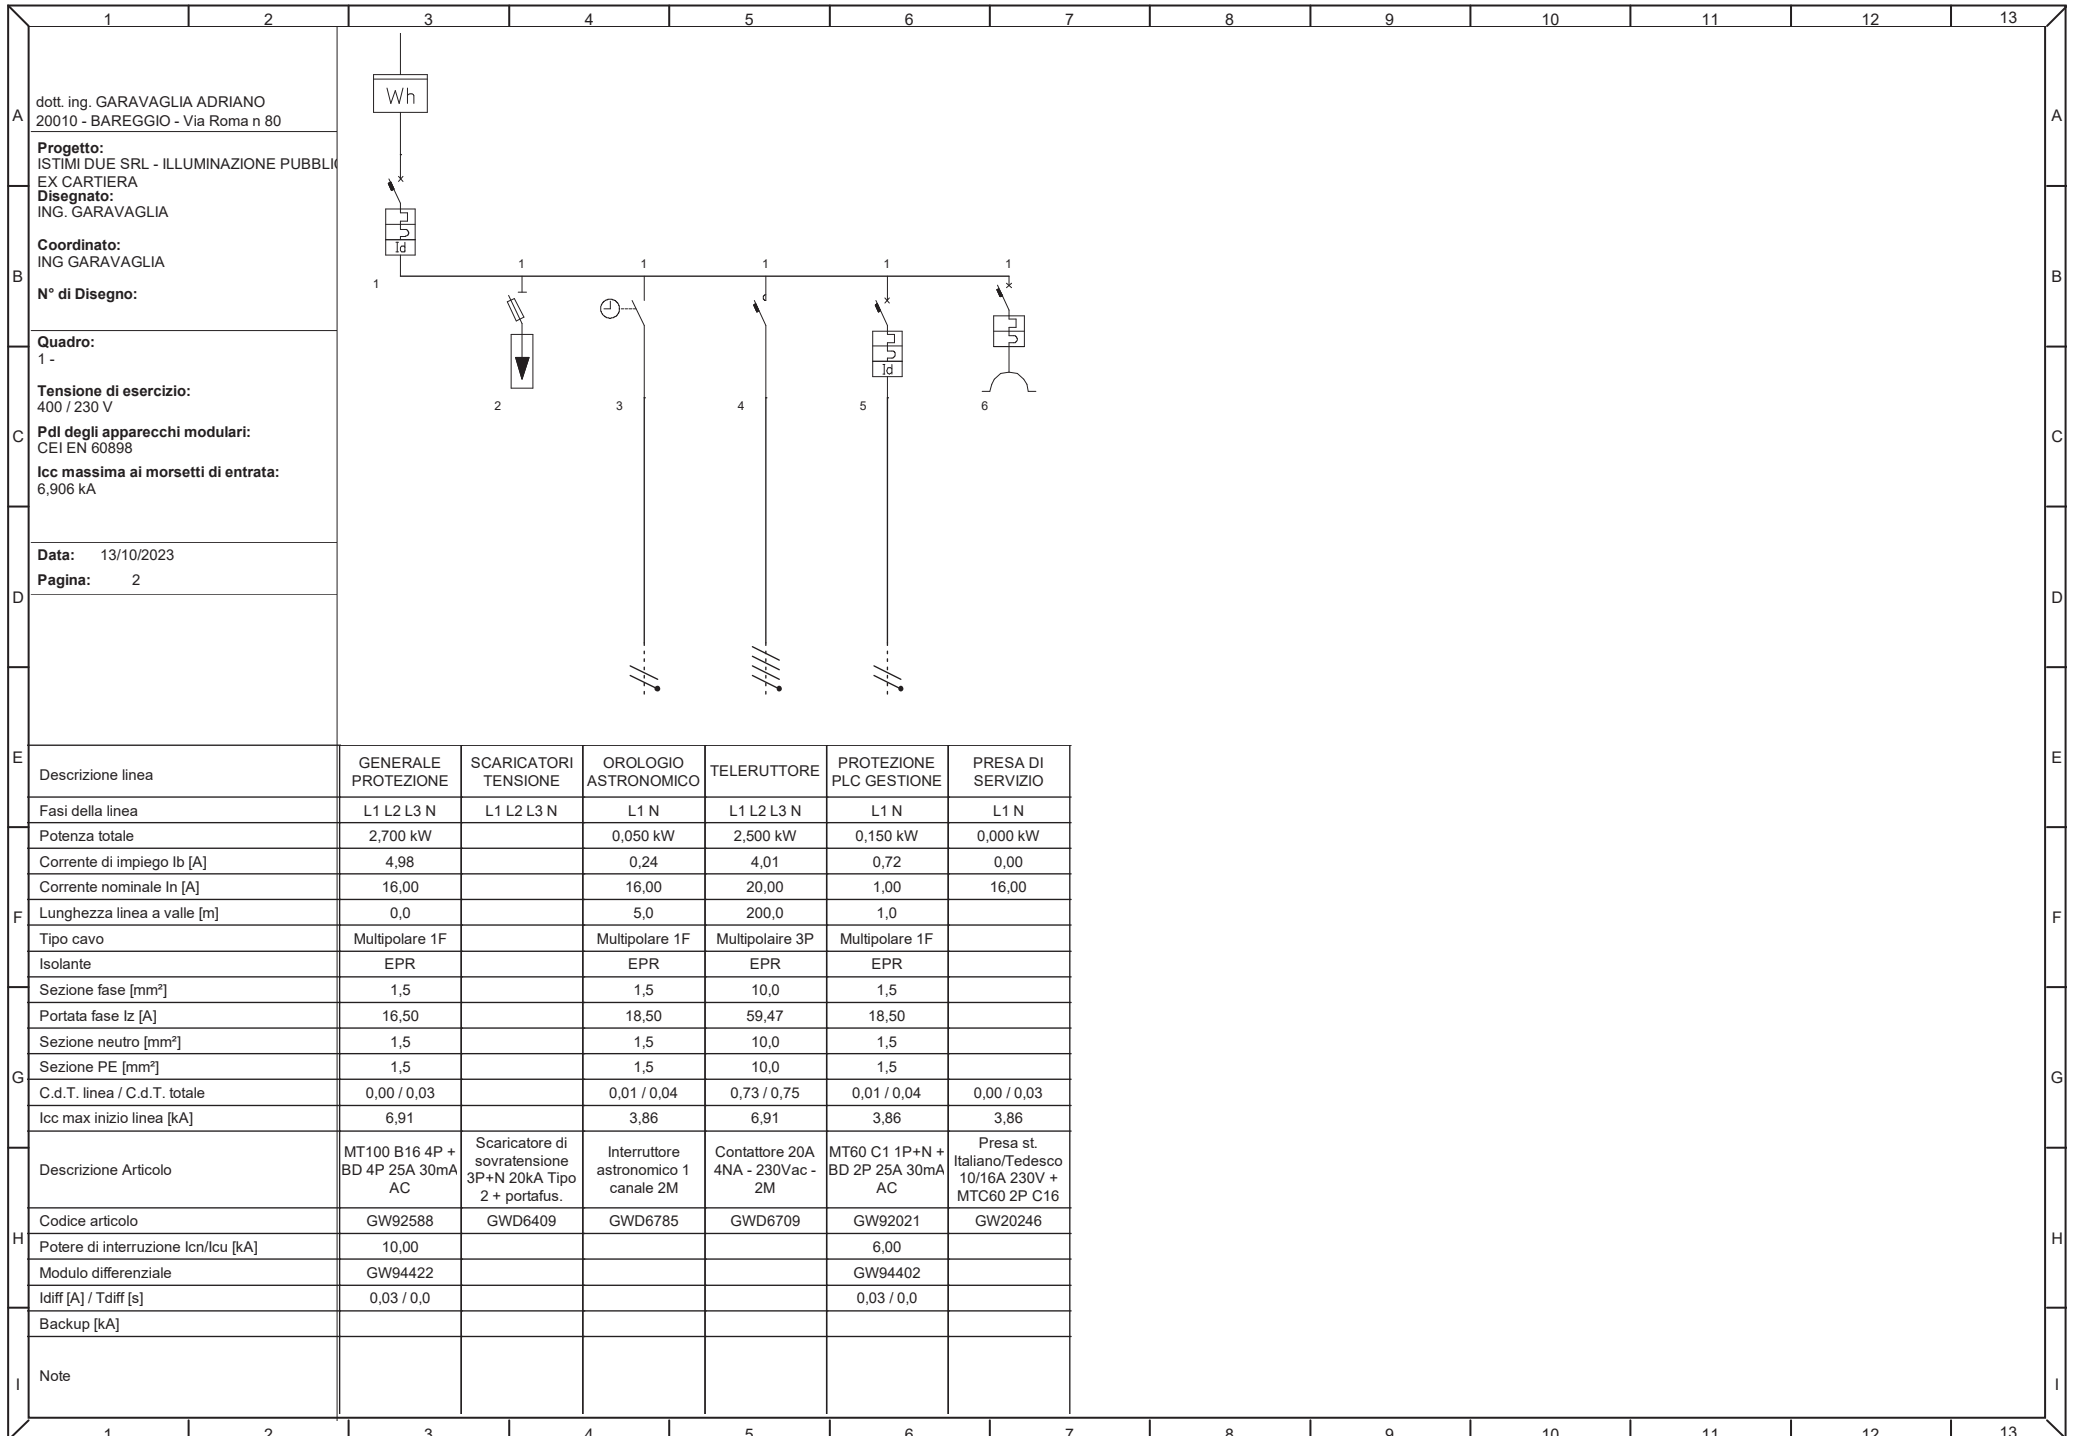 1 2 3 4 5 6 7 8 9 10 11 12 13
A A
B B
C C
D D
E E
F F
G G
H H
I I
dott. ing. GARAVAGLIA ADRIANO
20010 - BAREGGIO - Via Roma n 80
Progetto:
ISTIMI DUE SRL - ILLUMINAZIONE
EX CARTIERA
Disegnato:
ING. GARAVAGLIA
Coordinato:
ING GARAVAGLIA
N° di Disegno:
Quadro:
1 -
Tensione di esercizio:
400 / 230 V
PdI degli apparecchi modulari:
CEI EN 60898
Icc massima ai morsetti di entrata:
6,906 kA
Data: 13/10/2023
Pagina: 2
Wh
Id
1
1 1 1 1 1
Id
2 3 4 5 6
Descrizione linea GENERALE PROTEZIONE SCARICATORI TENSIONE OROLOGIO ASTRONOMICO TELERUTTORE PROTEZIONE PLC GESTIONE PRESA DI SERVIZIO
Fasi della linea L1 L2 L3 N L1 L2 L3 N L1 N L1 L2 L3 N L1 N L1 N
Potenza totale 2,700 kW 0,050 kW 2,500 kW 0,150 kW 0,000 kW
Corrente di impiego Ib [A] 4,98 0,24 4,01 0,72 0,00
Corrente nominale In [A] 16,00 16,00 20,00 1,00 16,00
Lunghezza linea a valle [m] 0,0 5,0 200,0 1,0
Tipo cavo Multipolare 1F Multipolare 1F Multipolaire 3P Multipolare 1F
Isolante EPR EPR EPR EPR
Sezione fase [mm²] 1,5 1,5 10,0 1,5
Portata fase Iz [A] 16,50 18,50 59,47 18,50
Sezione neutro [mm²] 1,5 1,5 10,0 1,5
Sezione PE [mm²] 1,5 1,5 10,0 1,5
C.d.T. linea / C.d.T. totale 0,00 / 0,03 0,01 / 0,04 0,73 / 0,75 0,01 / 0,04 0,00 / 0,03
Icc max inizio linea [kA] 6,91 3,86 6,91 3,86 3,86
Descrizione Articolo MT100 B16 4P + BD 4P 25A 30mA AC Scaricatore di sovratensione 3P+N 20kA Tipo 2 + portafus. Interruttore astronomico 1 canale 2M Contattore 20A 4NA - 230Vac - 2M MT60 C1 1P+N + BD 2P 25A 30mA AC Presa st. Italiano/Tedesco 10/16A 230V + MTC60 2P C16
Codice articolo GW92588 GWD6409 GWD6785 GWD6709 GW92021 GW20246
Potere di interruzione Icn/Icu [kA] 10,00 6,00
Modulo differenziale GW94422 GW94402
Idiff [A] / Tdiff [s] 0,03 / 0,0 0,03 / 0,0
Backup [kA]
Note
1 2 3 4 5 6 7 8 9 10 11 12 13